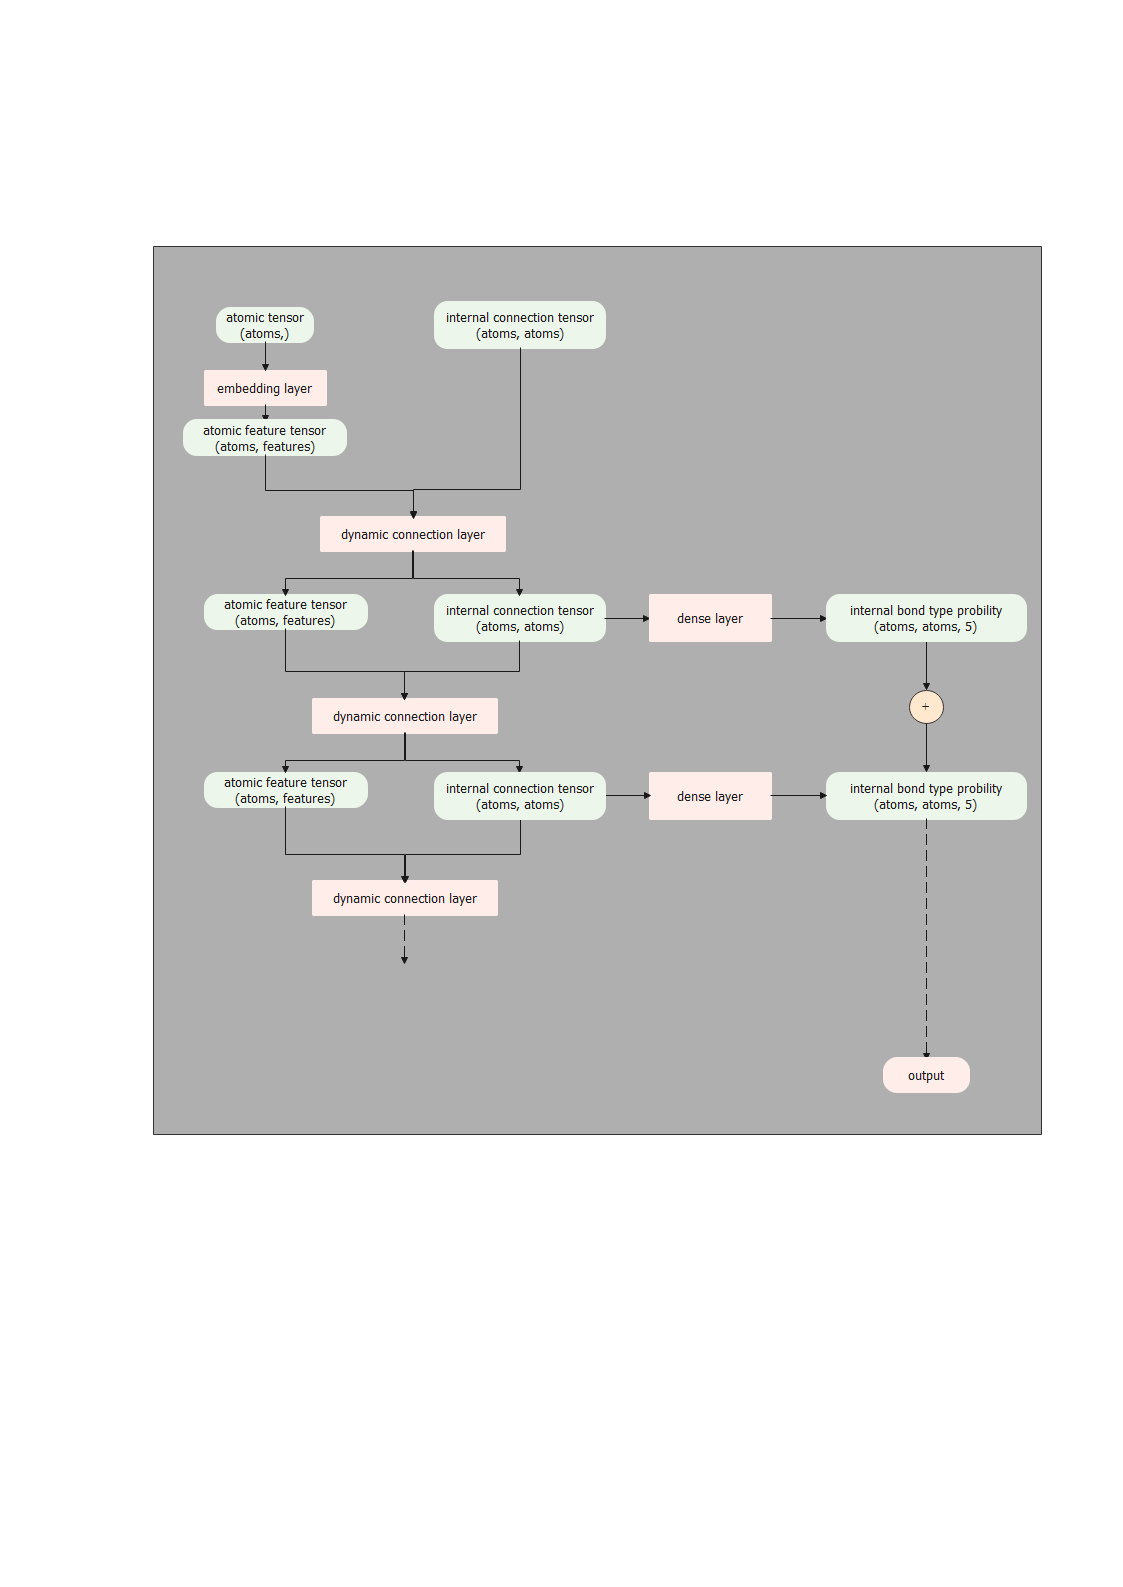 atomic tensor
(atoms,)
internal connection tensor
(atoms, atoms)
embedding layer
atomic feature tensor
(atoms, features)
dynamic connection layer
atomic feature tensor
(atoms, features)
internal connection tensor
(atoms, atoms)
dense layer
internal bond type probility
(atoms, atoms, 5)
dynamic connection layer
+
atomic feature tensor
(atoms, features)
internal connection tensor
(atoms, atoms)
dense layer
internal bond type probility
(atoms, atoms, 5)
dynamic connection layer
output